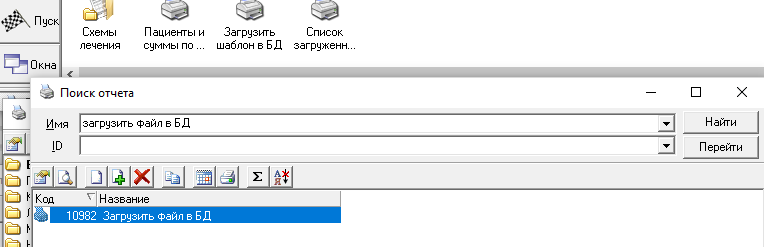 Пуск
Схемы лечения
Пациенты и суммы по ...
Загрузить шаблон в БД
Список загруженн...
Окна
Поиск отчета
Имя
загрузить файл в БД
Найти
ID
Перейти
Код
Название
10982 Загрузить файл в БД